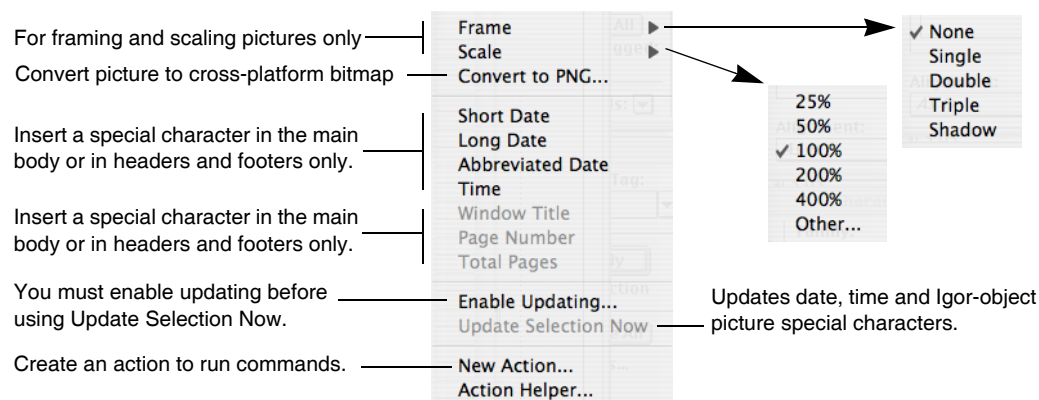 For framing and scaling pictures only
Convert picture to cross-platform bitmap
Insert a special character in the main
body or in headers and footers only.
Insert a special character in the main
body or in headers and footers only.
You must enable updating before
using Update Selection Now.
Create an action to run commands.
Frame
Scale
Convert to PNG...
Short Date
Long Date
Abbreviated Date
Time
Window Title
Page Number
Total Pages
Enable Updating...
Update Selection Now
New Action...
Action Helper...
25%
50%
✓ 100%
200%
400%
Other...
✓ None
Single
Double
Triple
Shadow
Updates date, time and Igor-object
picture special characters.